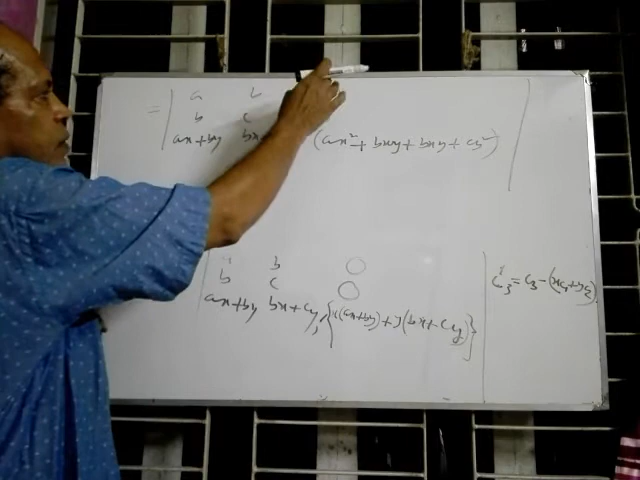 = | a b
b c
ax+by bx (ax²+bxy+bxy+cy²) |
a b 0
b c 0 | c₃' = c₃ - (xc₁+yc₂)
ax+by bx+cy, {x(ax+by)+y(bx+cy)}